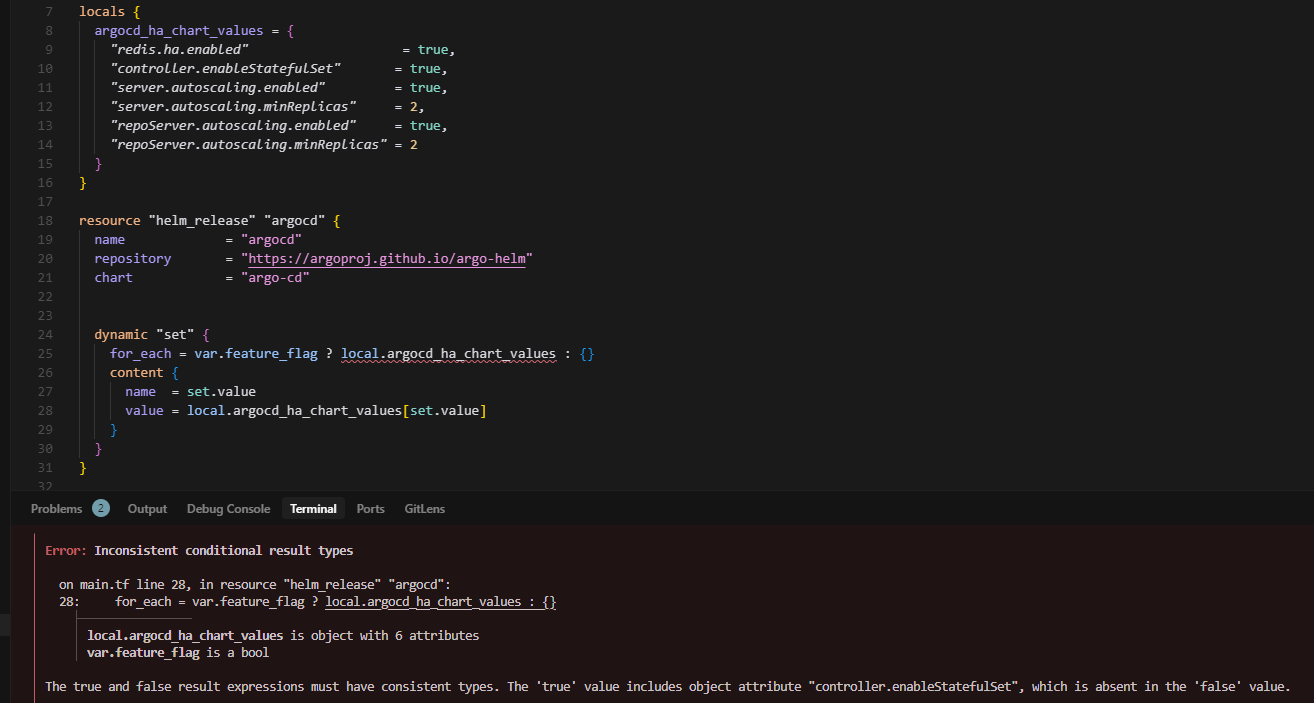 7 locals {
8 argocd_ha_chart_values = {
9 "redis.ha.enabled" = true,
10 "controller.enableStatefulSet" = true,
11 "server.autoscaling.enabled" = true,
12 "server.autoscaling.minReplicas" = 2,
13 "repoServer.autoscaling.enabled" = true,
14 "repoServer.autoscaling.minReplicas" = 2
15 }
16 }
17
18 resource "helm_release" "argocd" {
19 name = "argocd"
20 repository = "https://argoproj.github.io/argo-helm"
21 chart = "argo-cd"
22
23
24 dynamic "set" {
25 for_each = var.feature_flag ? local.argocd_ha_chart_values : {}
26 content {
27 name = set.value
28 value = local.argocd_ha_chart_values[set.value]
29 }
30 }
31 }
32
Problems 2 Output Debug Console Terminal Ports GitLens
Error: Inconsistent conditional result types
on main.tf line 28, in resource "helm_release" "argocd":
28: for_each = var.feature_flag ? local.argocd_ha_chart_values : {}
local.argocd_ha_chart_values is object with 6 attributes
var.feature_flag is a bool
The true and false result expressions must have consistent types. The 'true' value includes object attribute "controller.enableStatefulSet", which is absent in the 'false' value.